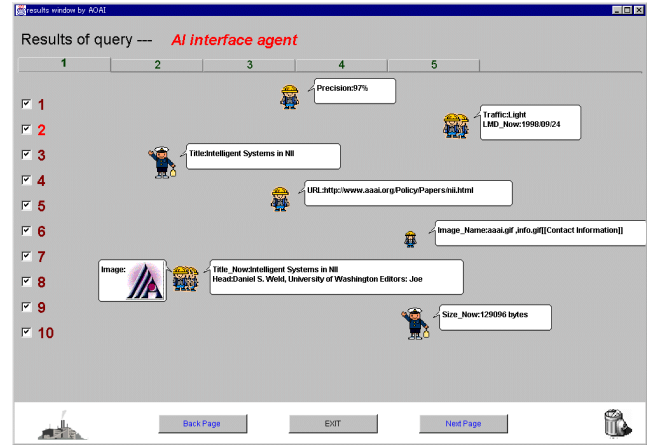 results window by AOAI
Results of query --- AI interface agent
1 2 3 4 5
Precision:97%
1
Traffic:Light
LMD_Now:1998/09/24
2
3
Title:Intelligent Systems in NII
4
URL:http://www.aaai.org/Policy/Papers/nii.html
5
6
Image_Name:aaai.gif ,info.gif[[Contact Information]]
7
Image:
Title_Now:Intelligent Systems in NII
Head:Daniel S. Weld, University of Washington Editors: Joe
8
9
Size_Now:129096 bytes
10
Back Page
EXIT
Next Page